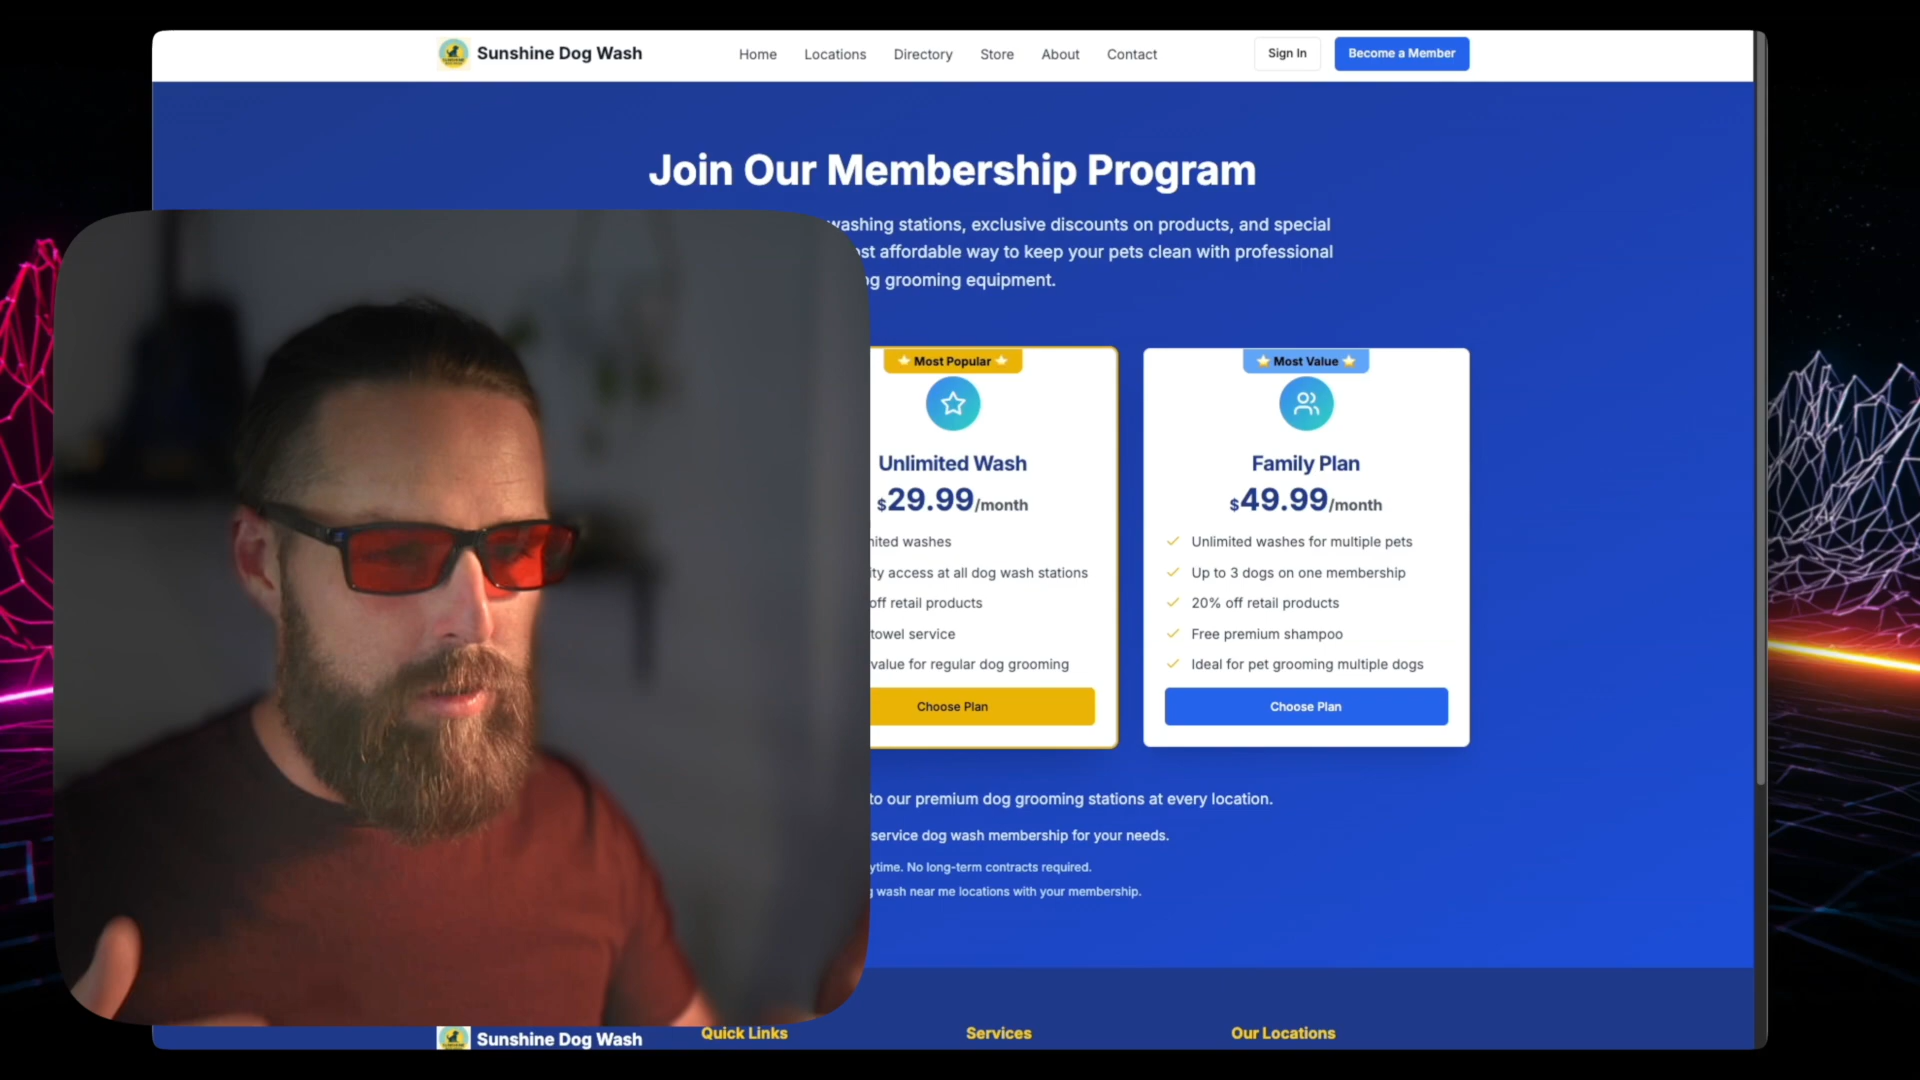 Sunshine Dog Wash
Home Locations Directory Store About Contact
Sign In Become a Member
Join Our Membership Program
washing stations, exclusive discounts on products, and special
affordable way to keep your pets clean with professional
grooming equipment.
Most Popular
Unlimited Wash
$29.99/month
washes
access at all dog wash stations
off retail products
towel service
value for regular dog grooming
Choose Plan
Most Value
Family Plan
$49.99/month
Unlimited washes for multiple pets
Up to 3 dogs on one membership
20% off retail products
Free premium shampoo
Ideal for pet grooming multiple dogs
Choose Plan
to our premium dog grooming stations at every location.
service dog wash membership for your needs.
No long-term contracts required.
wash near me locations with your membership.
Sunshine Dog Wash
Quick Links
Services
Our Locations